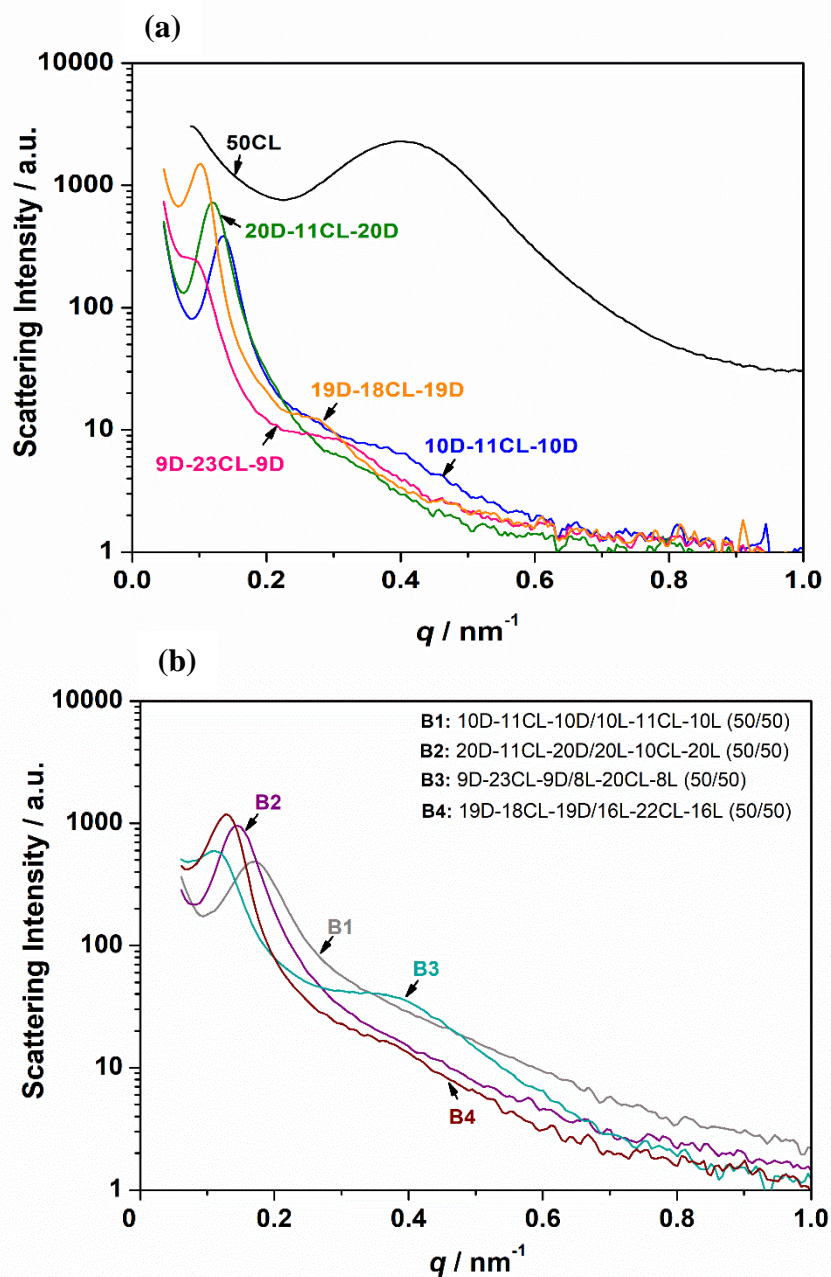 (a)
10000
1000
100
10
1
Scattering Intensity / a.u.
50CL
20D-11CL-20D
19D-18CL-19D
9D-23CL-9D
10D-11CL-10D
0.0 0.2 0.4 0.6 0.8 1.0
q / nm-1
(b)
10000
1000
100
10
1
Scattering Intensity / a.u.
B1: 10D-11CL-10D/10L-11CL-10L (50/50)
B2: 20D-11CL-20D/20L-10CL-20L (50/50)
B3: 9D-23CL-9D/8L-20CL-8L (50/50)
B4: 19D-18CL-19D/16L-22CL-16L (50/50)
B2
B1
B3
B4
0 0.2 0.4 0.6 0.8 1.0
q / nm-1